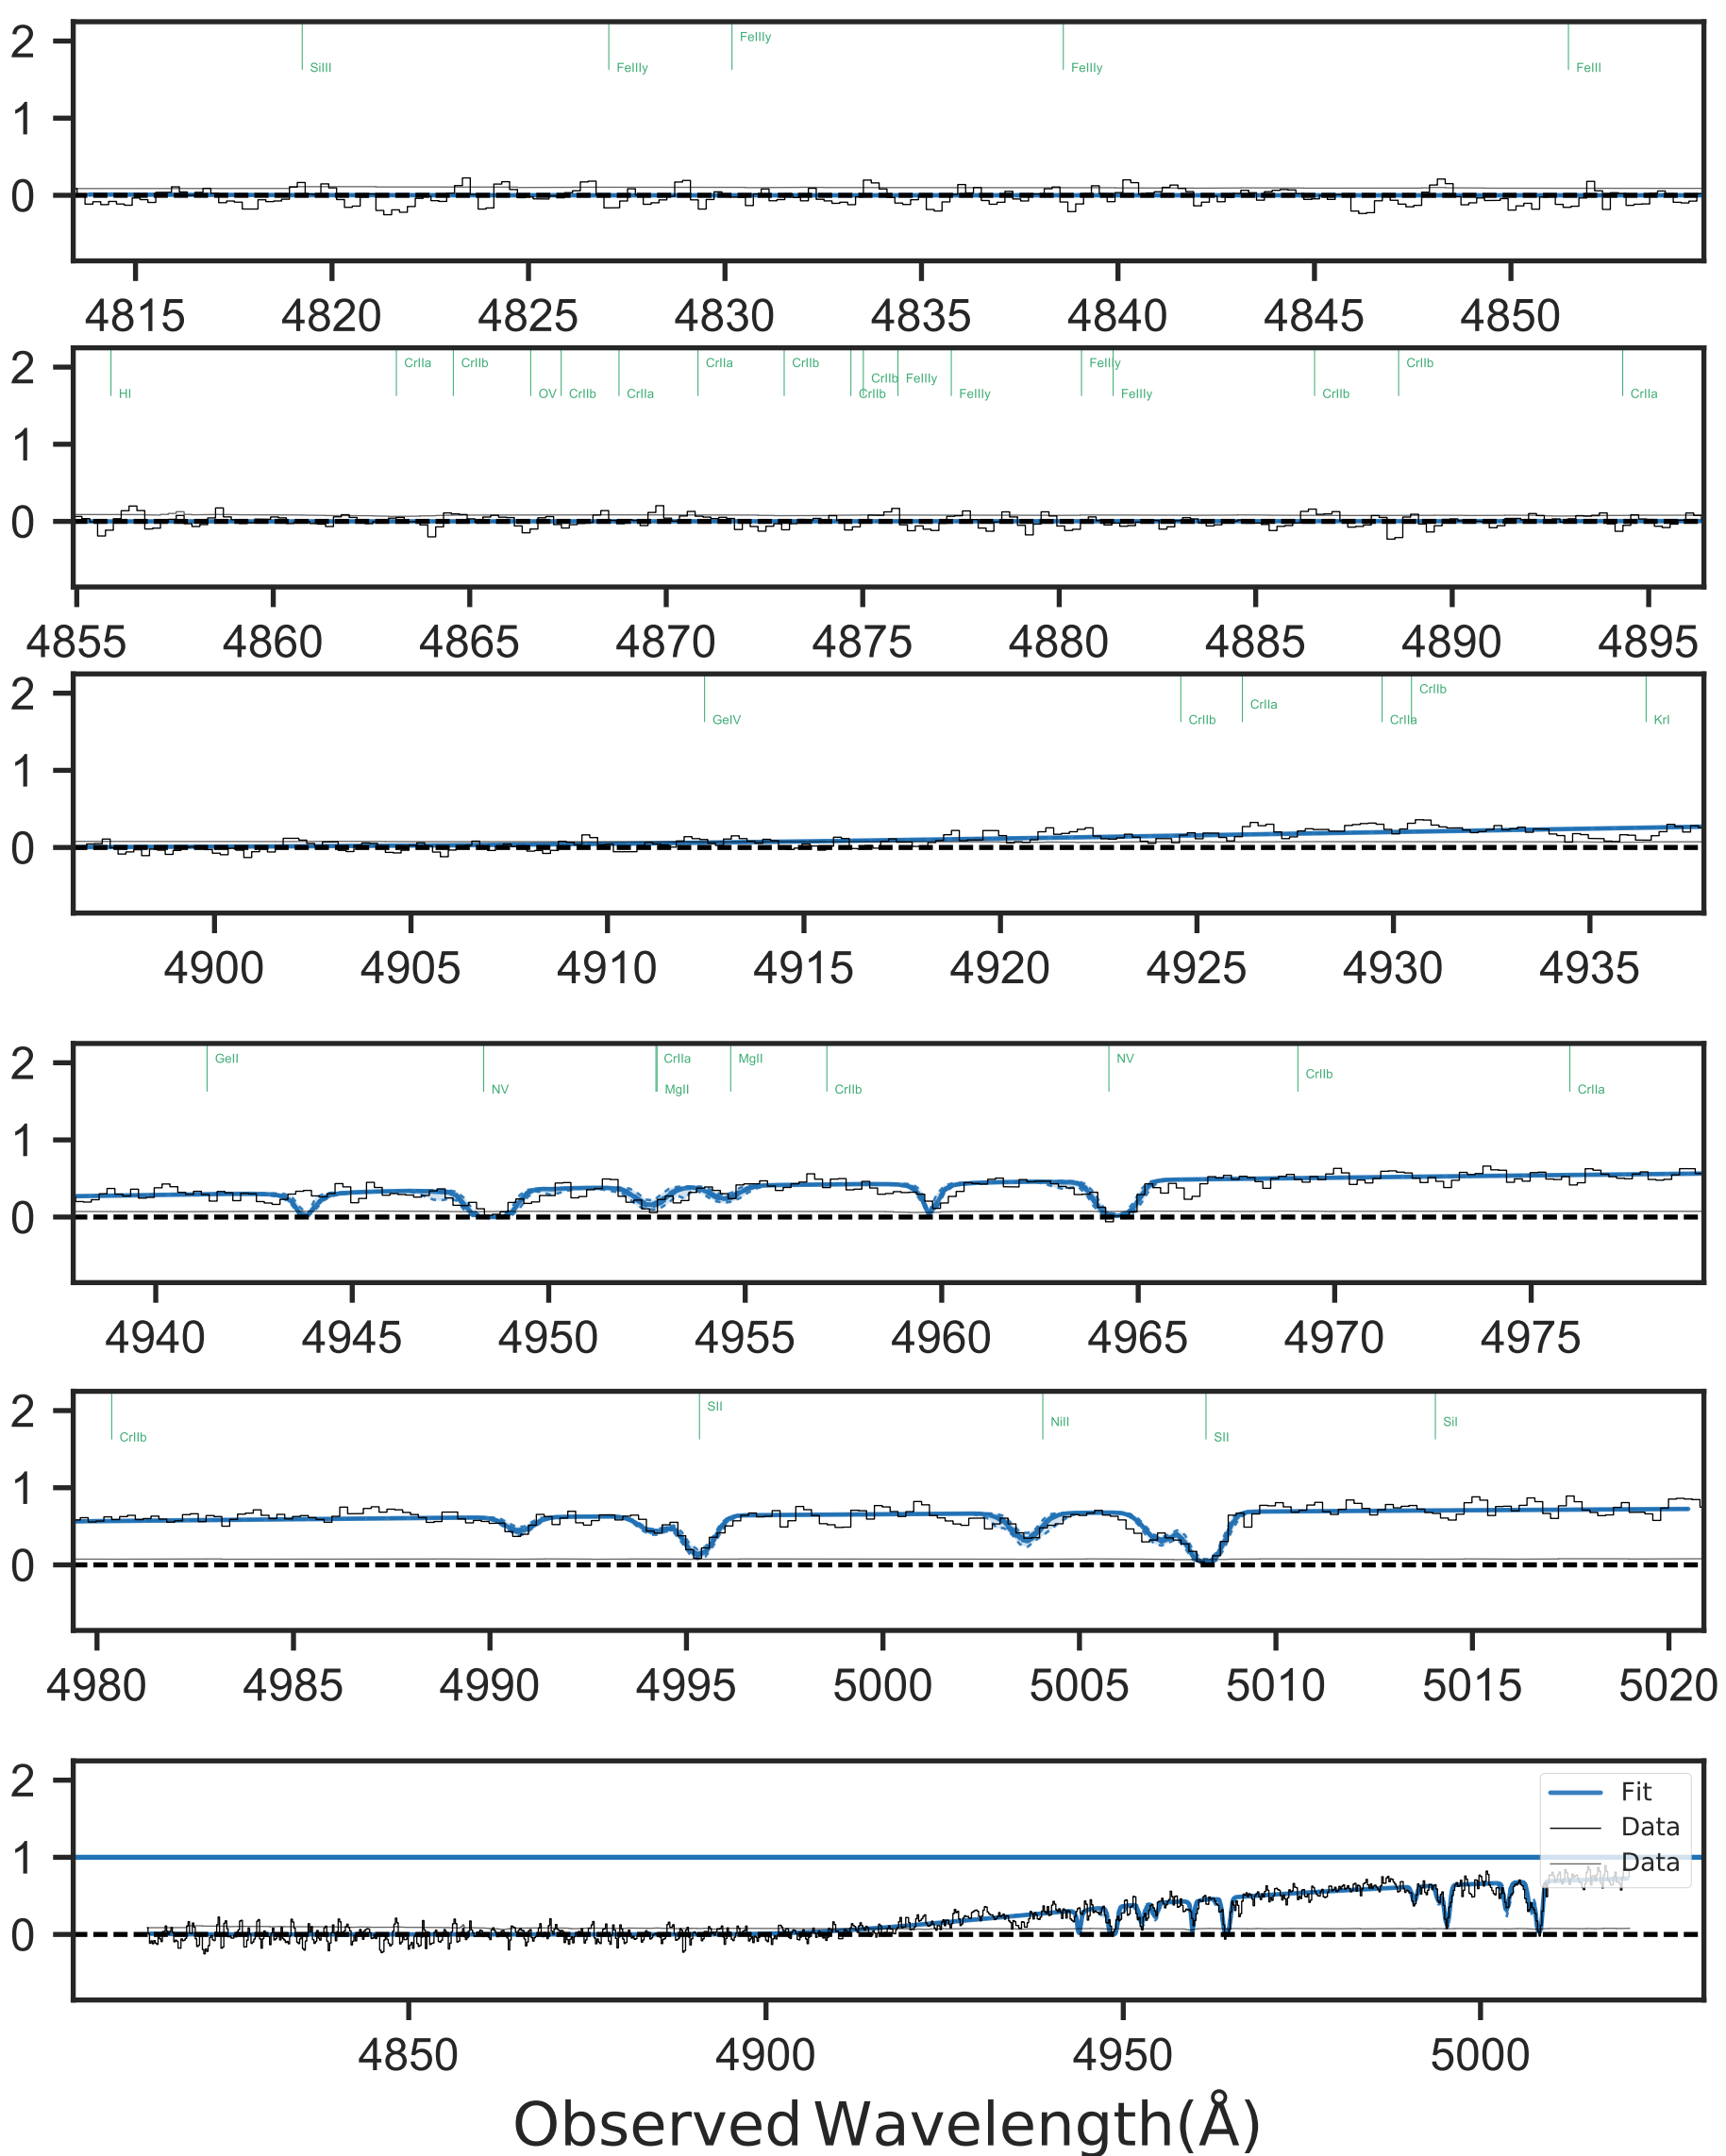 2
FeIIIy
SiIII FeIIIy FeIIIy FeIII
1
0
4815 4820 4825 4830 4835 4840 4845 4850
2
CrIIa CrIIb CrIIa CrIIb FeIIIy CrIIb
CrIIb FeIIIy
HI OV CrIIb CrIIa CrIIb FeIIIy FeIIIy CrIIb CrIIa
1
0
4855 4860 4865 4870 4875 4880 4885 4890 4895
2
CrIIb
CrIIa
GeIV CrIIb CrIIa KrI
1
0
4900 4905 4910 4915 4920 4925 4930 4935
2
GeII CrIIa MgII NV
CrIIb
NV MgII CrIIb CrIIa
1
0
4940 4945 4950 4955 4960 4965 4970 4975
2
SII
NiII SiI
CrIIb SII
1
0
4980 4985 4990 4995 5000 5005 5010 5015 5020
2
Fit
Data
1
Data
0
4850 4900 4950 5000
Observed Wavelength(Å)